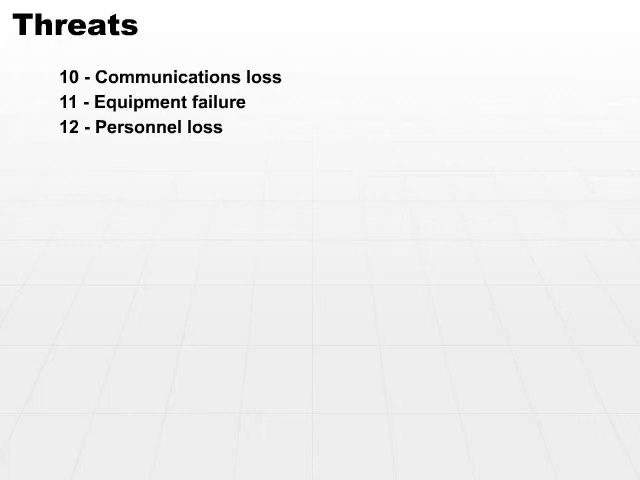 Threats
10 - Communications loss
11 - Equipment failure
12 - Personnel loss